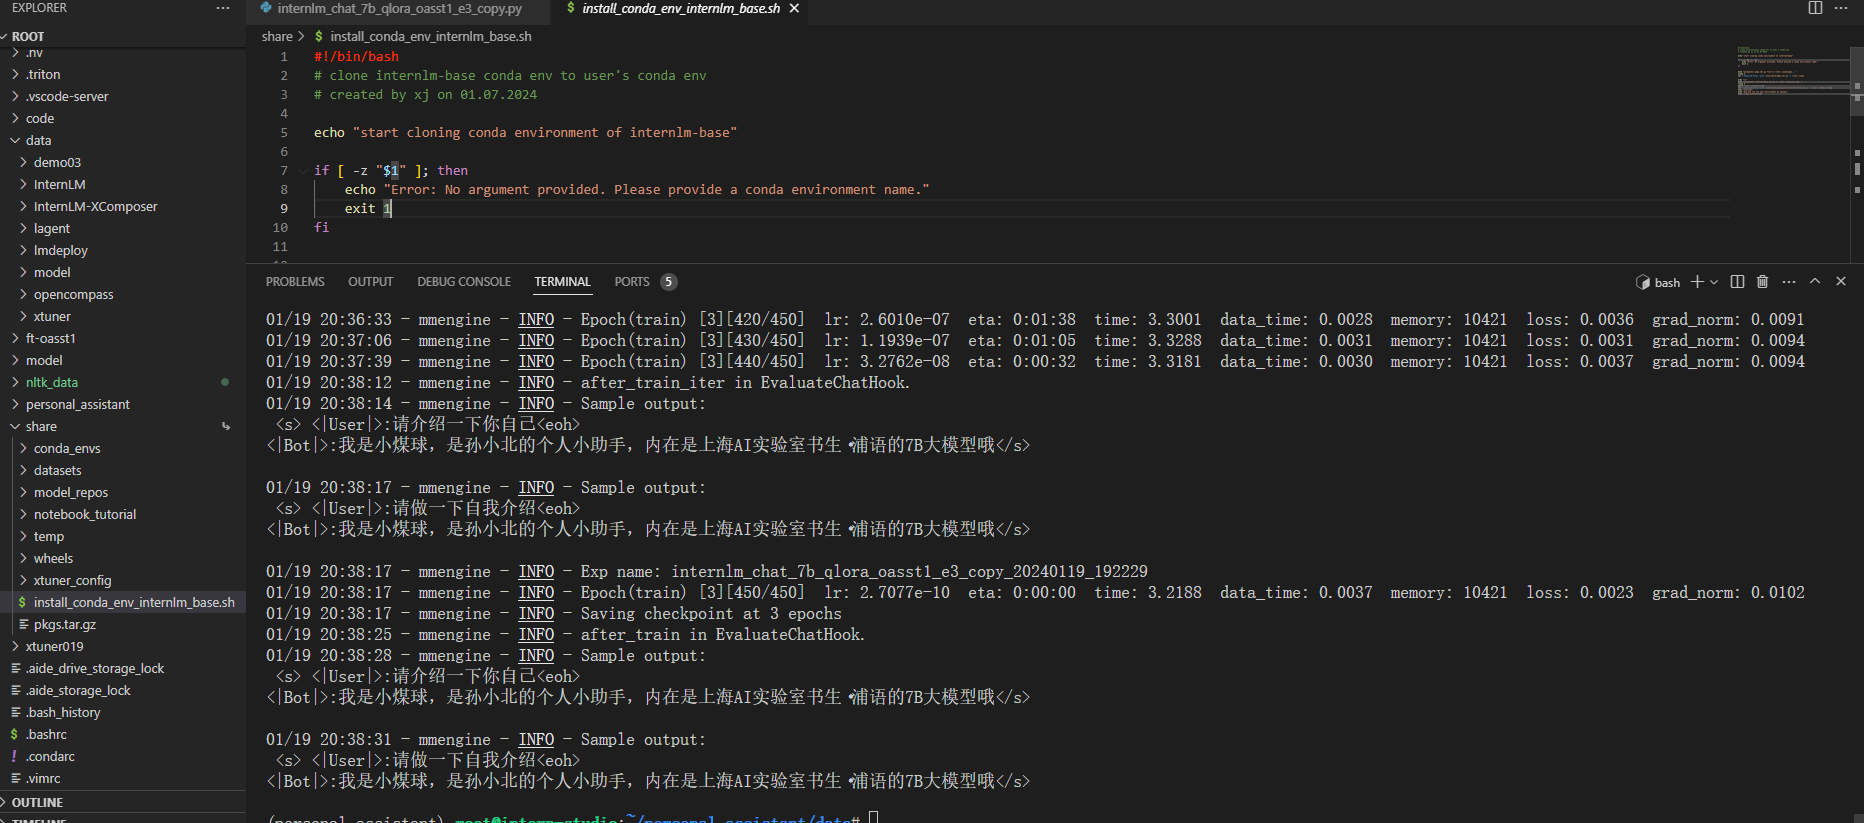 EXPLORER
ROOT
.nv
.triton
.vscode-server
code
data
demo03
InternLM
InternLM-XComposer
lagent
lmdeploy
model
opencompass
xtuner
ft-oasst1
model
nltk_data
personal_assistant
share
conda_envs
datasets
model_repos
notebook_tutorial
temp
wheels
xtuner_config
$ install_conda_env_internlm_base.sh
pkgs.tar.gz
xtuner019
.aide_drive_storage_lock
.aide_storage_lock
.bash_history
$ .bashrc
! .condarc
.vimrc
OUTLINE
TIMELINE
internlm_chat_7b_qlora_oasst1_e3_copy.py
$ install_conda_env_internlm_base.sh
share > $ install_conda_env_internlm_base.sh
1 #!/bin/bash
2 # clone internlm-base conda env to user's conda env
3 # created by xj on 01.07.2024
4
5 echo "start cloning conda environment of internlm-base"
6
7 if [ -z "$1" ]; then
8 echo "Error: No argument provided. Please provide a conda environment name."
9 exit 1
10 fi
11
PROBLEMS OUTPUT DEBUG CONSOLE TERMINAL PORTS 5
bash
01/19 20:36:33 - mmengine - INFO - Epoch(train) [3][420/450] lr: 2.6010e-07 eta: 0:01:38 time: 3.3001 data_time: 0.0028 memory: 10421 loss: 0.0036 grad_norm: 0.0091
01/19 20:37:06 - mmengine - INFO - Epoch(train) [3][430/450] lr: 1.1939e-07 eta: 0:01:05 time: 3.3288 data_time: 0.0031 memory: 10421 loss: 0.0031 grad_norm: 0.0094
01/19 20:37:39 - mmengine - INFO - Epoch(train) [3][440/450] lr: 3.2762e-08 eta: 0:00:32 time: 3.3181 data_time: 0.0030 memory: 10421 loss: 0.0037 grad_norm: 0.0094
01/19 20:38:12 - mmengine - INFO - after_train_iter in EvaluateChatHook.
01/19 20:38:14 - mmengine - INFO - Sample output:
<s> <|User|>:请介绍一下你自己<eoh>
<|Bot|>:我是小煤球，是孙小北的个人小助手，内在是上海AI实验室书生·浦语的7B大模型哦</s>
01/19 20:38:17 - mmengine - INFO - Sample output:
<s> <|User|>:请做一下自我介绍<eoh>
<|Bot|>:我是小煤球，是孙小北的个人小助手，内在是上海AI实验室书生·浦语的7B大模型哦</s>
01/19 20:38:17 - mmengine - INFO - Exp name: internlm_chat_7b_qlora_oasst1_e3_copy_20240119_192229
01/19 20:38:17 - mmengine - INFO - Epoch(train) [3][450/450] lr: 2.7077e-10 eta: 0:00:00 time: 3.2188 data_time: 0.0037 memory: 10421 loss: 0.0023 grad_norm: 0.0102
01/19 20:38:17 - mmengine - INFO - Saving checkpoint at 3 epochs
01/19 20:38:25 - mmengine - INFO - after_train in EvaluateChatHook.
01/19 20:38:28 - mmengine - INFO - Sample output:
<s> <|User|>:请介绍一下你自己<eoh>
<|Bot|>:我是小煤球，是孙小北的个人小助手，内在是上海AI实验室书生·浦语的7B大模型哦</s>
01/19 20:38:31 - mmengine - INFO - Sample output:
<s> <|User|>:请做一下自我介绍<eoh>
<|Bot|>:我是小煤球，是孙小北的个人小助手，内在是上海AI实验室书生·浦语的7B大模型哦</s>
(personal_assistant) root@intern-studio:~/personal_assistant/data#